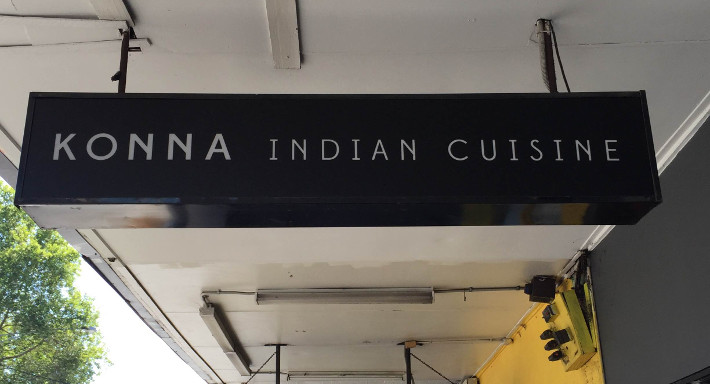 KONNA INDIAN CUISINE